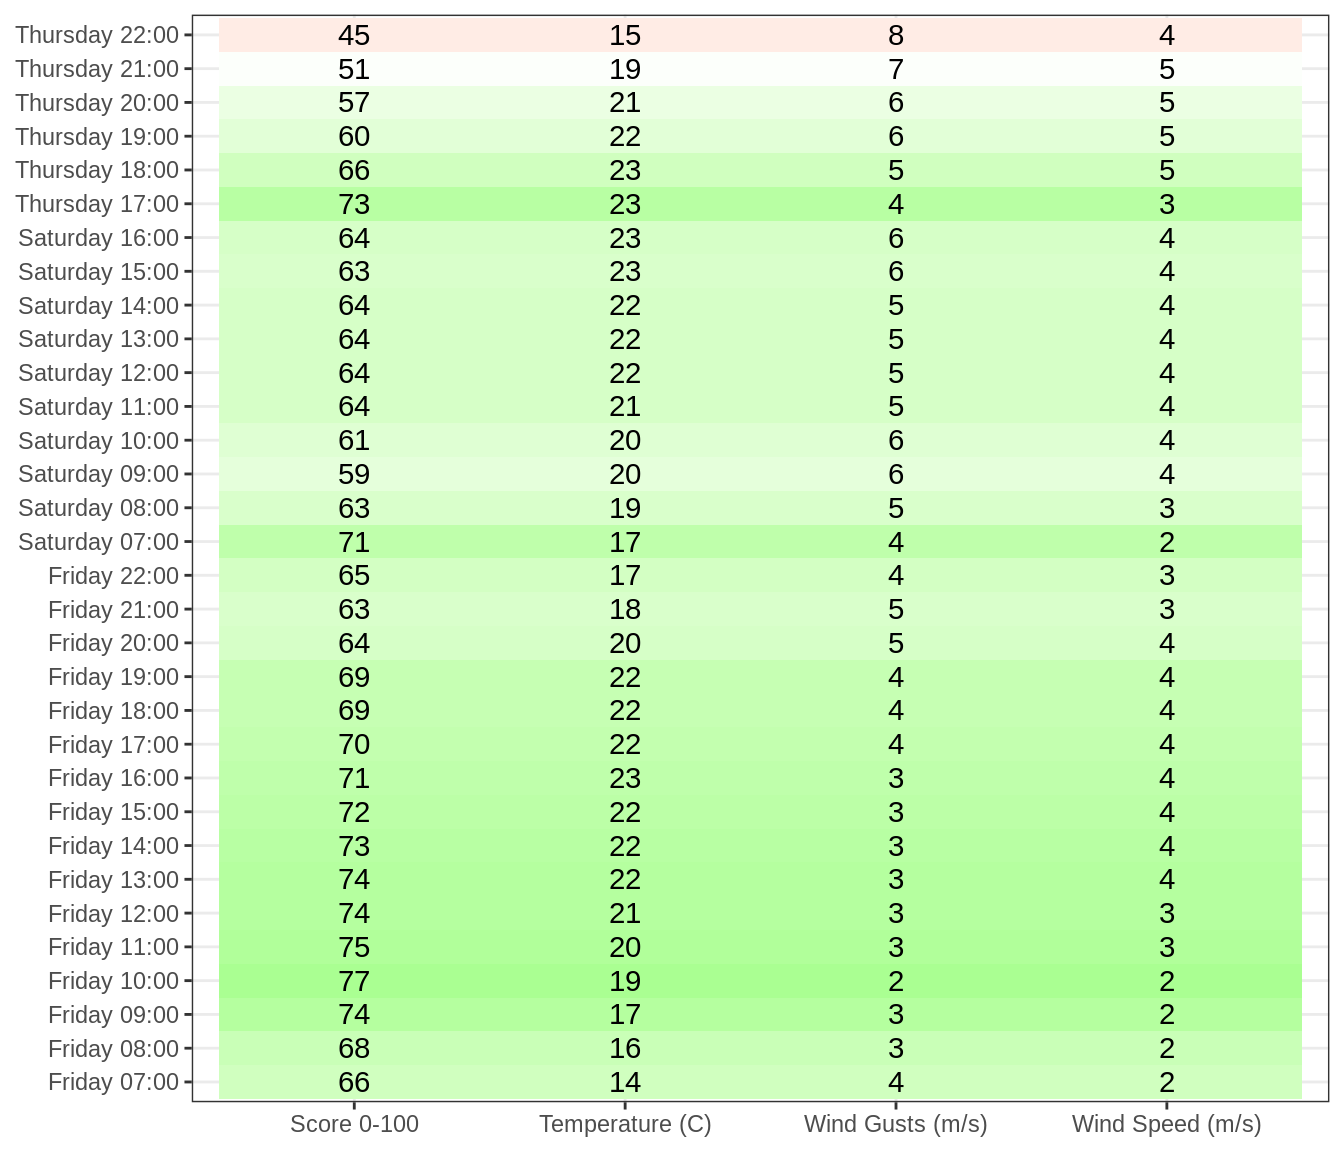 Thursday 22:00 45 15 8 4
Thursday 21:00 51 19 7 5
Thursday 20:00 57 21 6 5
Thursday 19:00 60 22 6 5
Thursday 18:00 66 23 5 5
Thursday 17:00 73 23 4 3
Saturday 16:00 64 23 6 4
Saturday 15:00 63 23 6 4
Saturday 14:00 64 22 5 4
Saturday 13:00 64 22 5 4
Saturday 12:00 64 22 5 4
Saturday 11:00 64 21 5 4
Saturday 10:00 61 20 6 4
Saturday 09:00 59 20 6 4
Saturday 08:00 63 19 5 3
Saturday 07:00 71 17 4 2
Friday 22:00 65 17 4 3
Friday 21:00 63 18 5 3
Friday 20:00 64 20 5 4
Friday 19:00 69 22 4 4
Friday 18:00 69 22 4 4
Friday 17:00 70 22 4 4
Friday 16:00 71 23 3 4
Friday 15:00 72 22 3 4
Friday 14:00 73 22 3 4
Friday 13:00 74 22 3 4
Friday 12:00 74 21 3 3
Friday 11:00 75 20 3 3
Friday 10:00 77 19 2 2
Friday 09:00 74 17 3 2
Friday 08:00 68 16 3 2
Friday 07:00 66 14 4 2
Score 0-100 Temperature (C) Wind Gusts (m/s) Wind Speed (m/s)